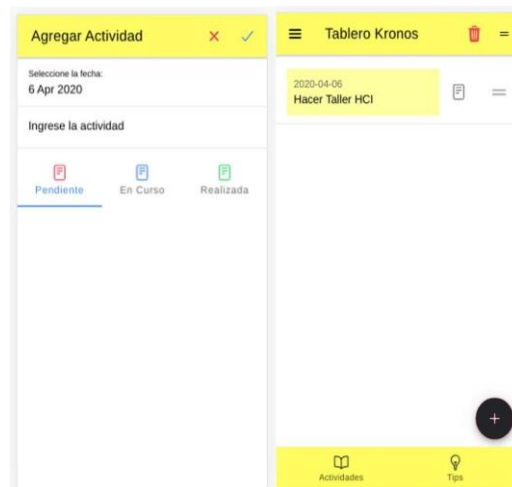 Agregar Actividad
Seleccione la fecha:
6 Apr 2020
Ingrese la actividad
Pendiente En Curso Realizada
Tablero Kronos
2020-04-06
Hacer Taller HCI
+
Actividades Tips